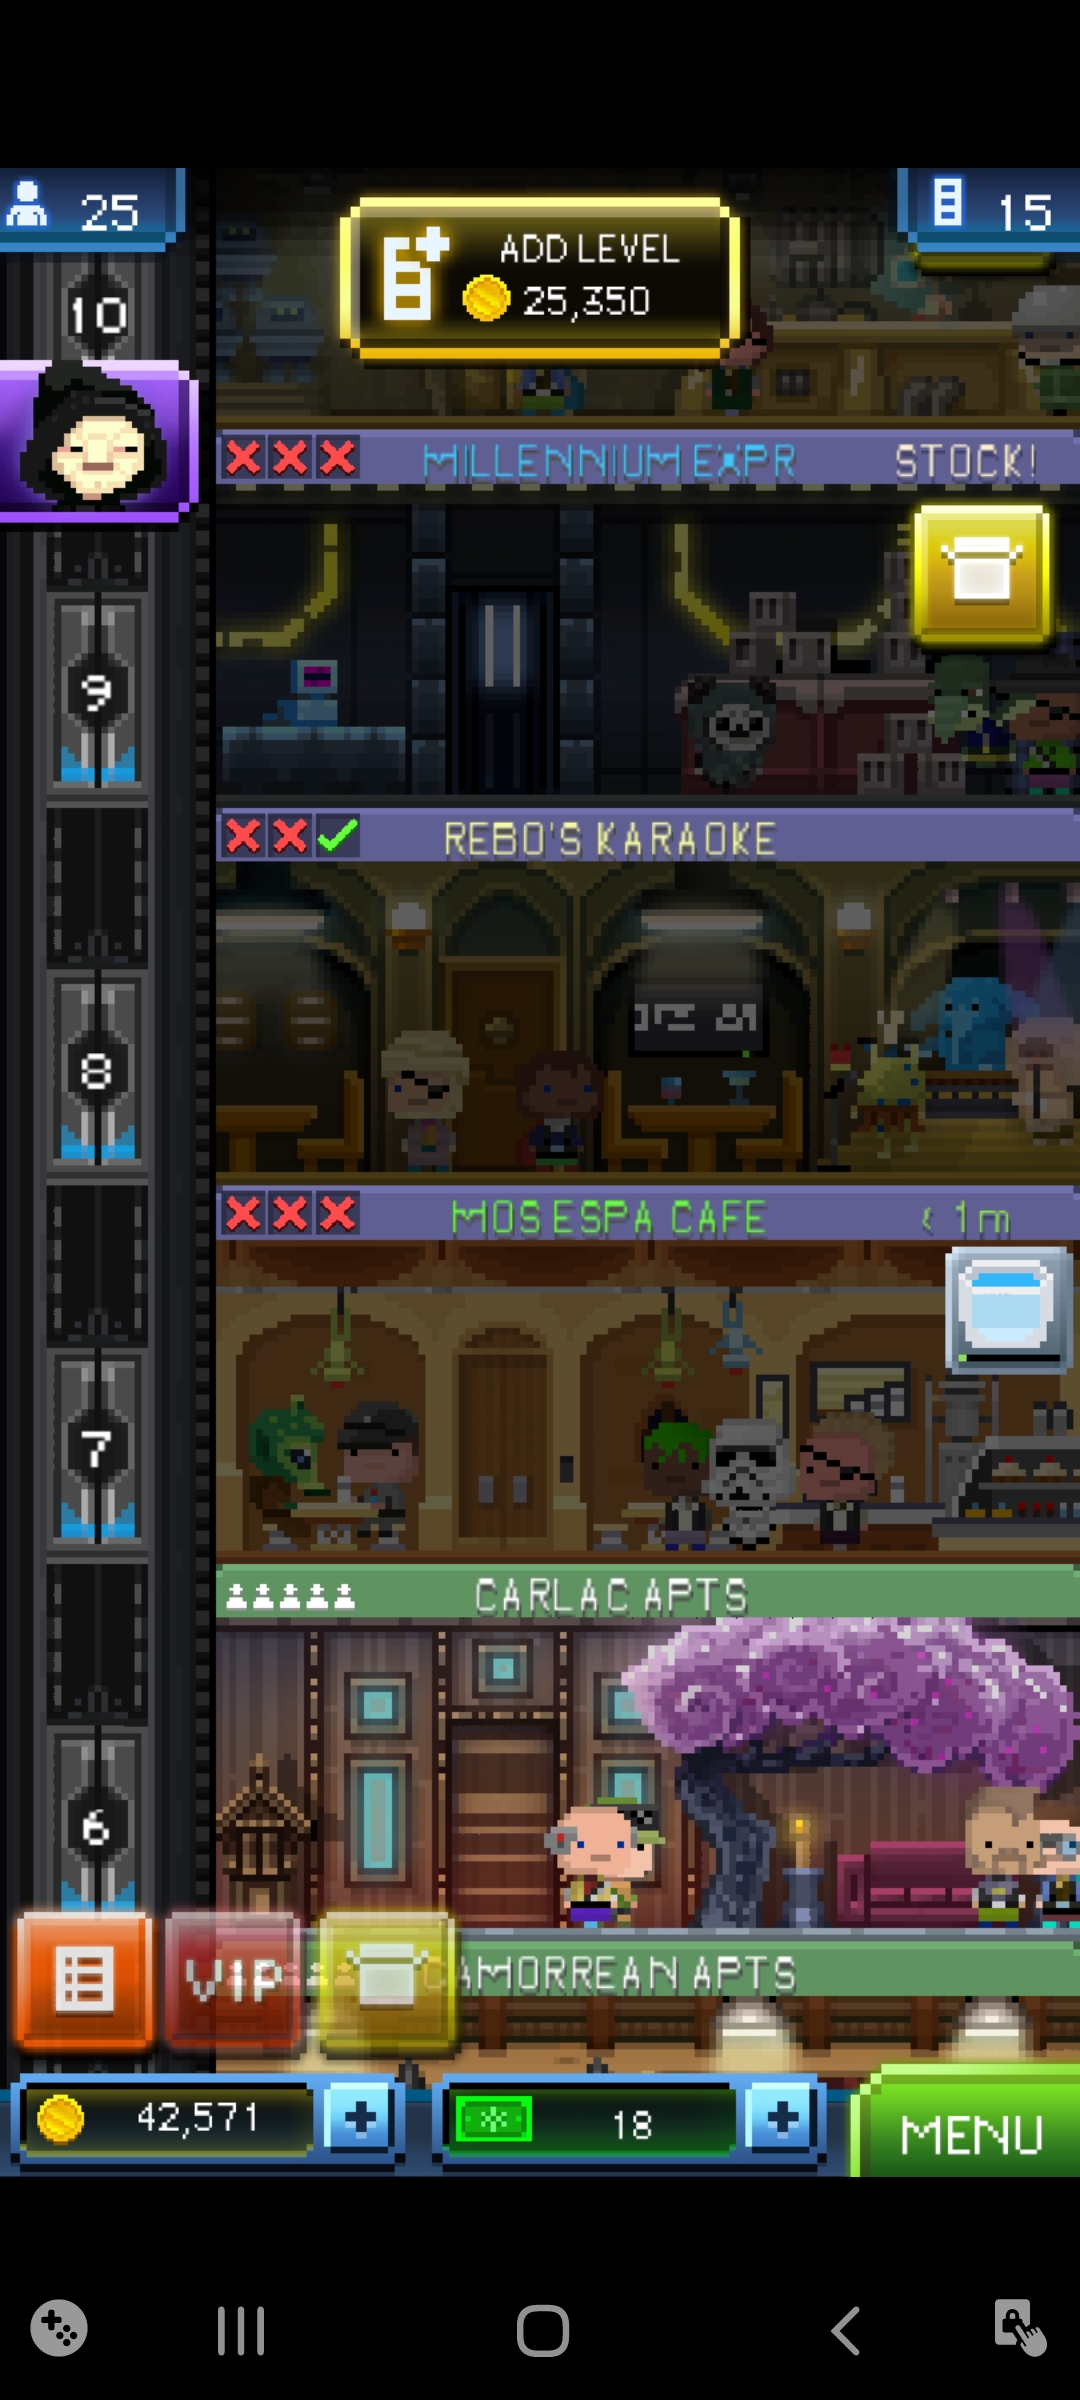 25
ADD LEVEL
25,350
15
10
MILLENNIUM EXPR
STOCK!
9
REBO'S KARAOKE
8
MOS ESPA CAFE
< 1m
7
CARLAC APTS
6
VIP
GAMORREAN APTS
42,571
18
MENU